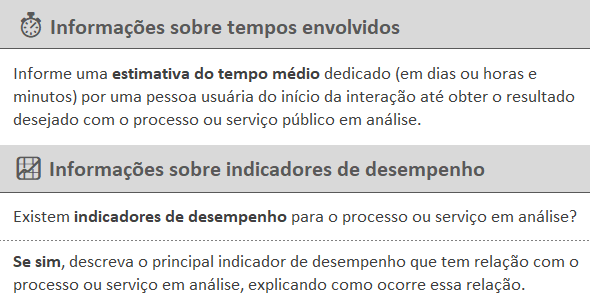 Informações sobre tempos envolvidos
Informe uma estimativa do tempo médio dedicado (em dias ou horas e
minutos) por uma pessoa usuária do início da interação até obter o resultado
desejado com o processo ou serviço público em análise.
Informações sobre indicadores de desempenho
Existem indicadores de desempenho para o processo ou serviço em análise?
Se sim, descreva o principal indicador de desempenho que tem relação com o
processo ou serviço em análise, explicando como ocorre essa relação.